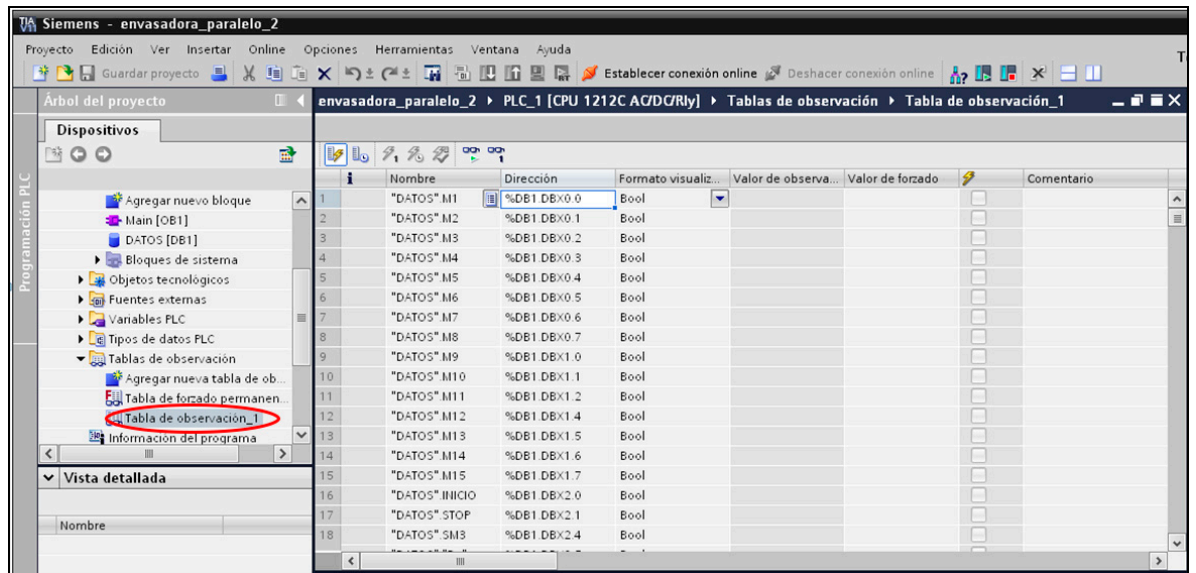 Siemens - envasadora_paralelo_2
Proyecto Edición Ver Insertar Online Opciones Herramientas Ventana Ayuda
Guardar proyecto Establecer conexión online Deshacer conexión online
Árbol del proyecto
envasadora_paralelo_2 PLC_1 [CPU 1212C AC/DC/Rly] Tablas de observación Tabla de observación_1
Dispositivos
Programación PLC
Agregar nuevo bloque
Main [OB1]
DATOS [DB1]
Bloques de sistema
Objetos tecnológicos
Fuentes externas
Variables PLC
Tipos de datos PLC
Tablas de observación
Agregar nueva tabla de ob...
Tabla de forzado permanen...
Tabla de observación_1
Información del programa
Vista detallada
Nombre
i Nombre Dirección Formato visualiz... Valor de observa... Valor de forzado Comentario
1 "DATOS".M1 %DB1.DBX0.0 Bool
2 "DATOS".M2 %DB1.DBX0.1 Bool
3 "DATOS".M3 %DB1.DBX0.2 Bool
4 "DATOS".M4 %DB1.DBX0.3 Bool
5 "DATOS".M5 %DB1.DBX0.4 Bool
6 "DATOS".M6 %DB1.DBX0.5 Bool
7 "DATOS".M7 %DB1.DBX0.6 Bool
8 "DATOS".M8 %DB1.DBX0.7 Bool
9 "DATOS".M9 %DB1.DBX1.0 Bool
10 "DATOS".M10 %DB1.DBX1.1 Bool
11 "DATOS".M11 %DB1.DBX1.2 Bool
12 "DATOS".M12 %DB1.DBX1.4 Bool
13 "DATOS".M13 %DB1.DBX1.5 Bool
14 "DATOS".M14 %DB1.DBX1.6 Bool
15 "DATOS".M15 %DB1.DBX1.7 Bool
16 "DATOS".INICIO %DB1.DBX2.0 Bool
17 "DATOS".STOP %DB1.DBX2.1 Bool
18 "DATOS".SM3 %DB1.DBX2.4 Bool